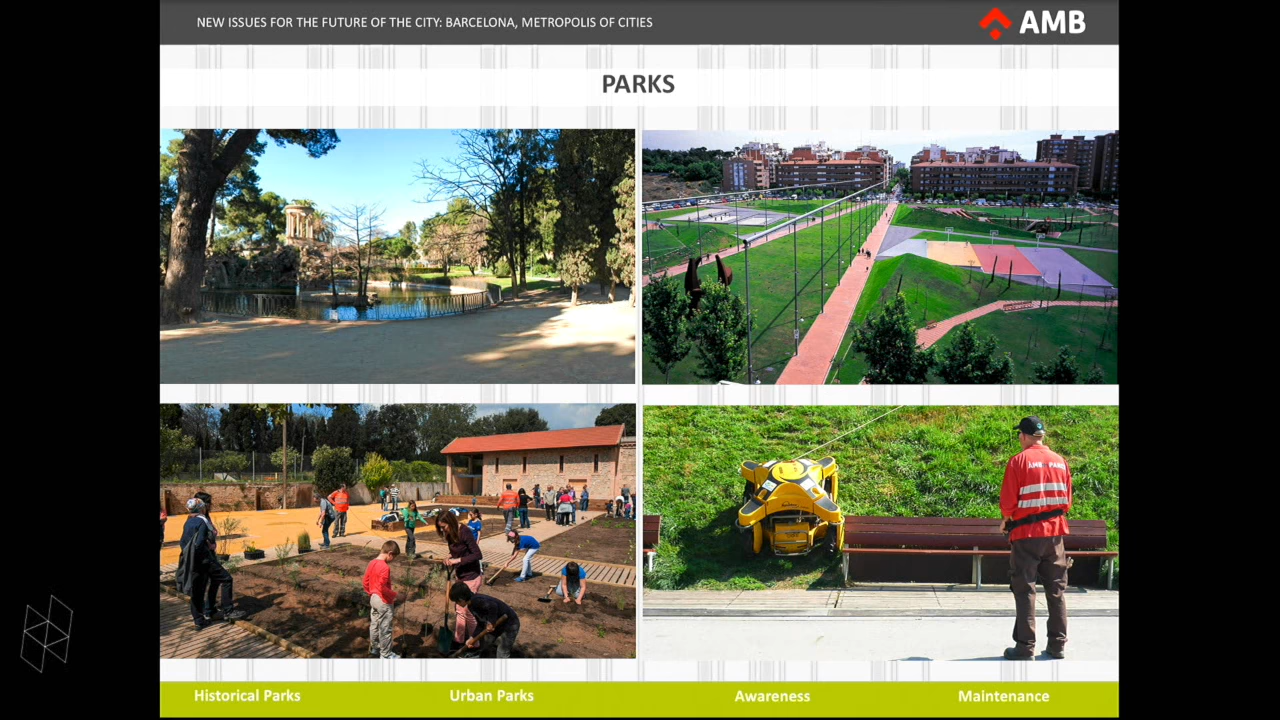 NEW ISSUES FOR THE FUTURE OF THE CITY: BARCELONA, METROPOLIS OF CITIES
AMB
PARKS
AMB PARCS
Historical Parks
Urban Parks
Awareness
Maintenance